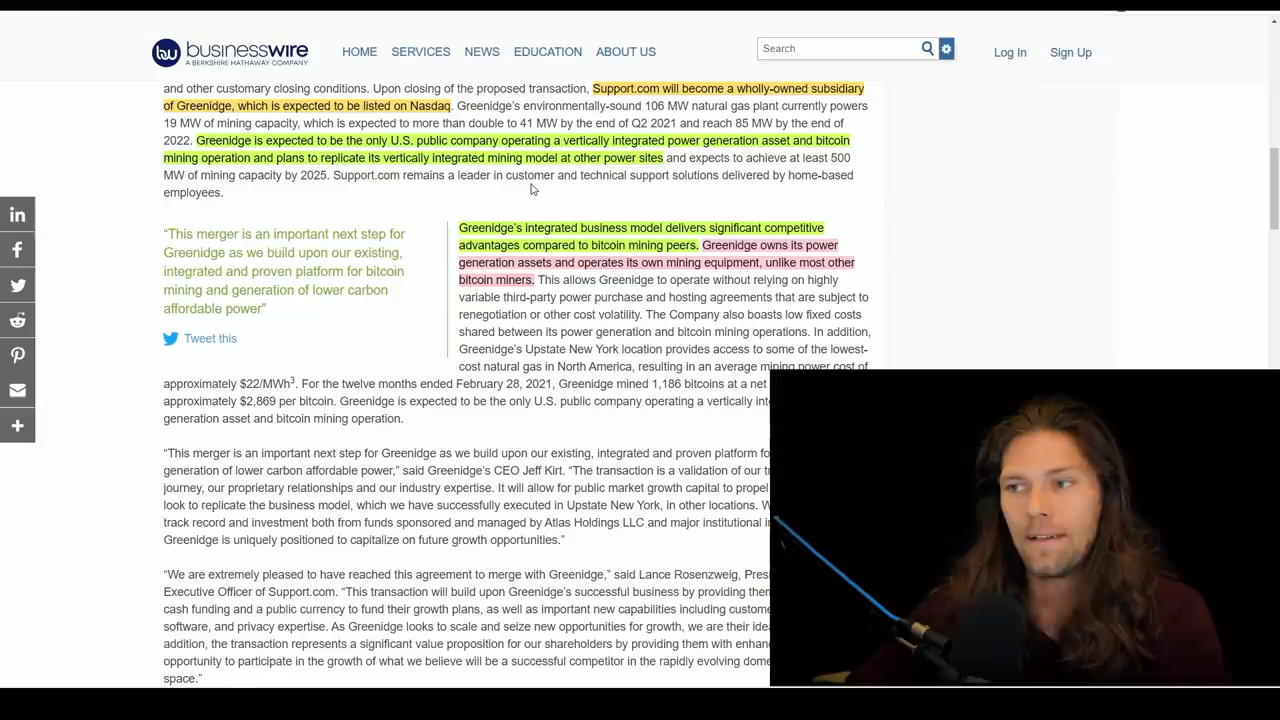 businesswire
A BERKSHIRE HATHAWAY COMPANY
HOME SERVICES NEWS EDUCATION ABOUT US
Search
Log In Sign Up
and other customary closing conditions. Upon closing of the proposed transaction, Support.com will become a wholly-owned subsidiary
of Greenidge, which is expected to be listed on Nasdaq. Greenidge's environmentally-sound 106 MW natural gas plant currently powers
19 MW of mining capacity, which is expected to more than double to 41 MW by the end of Q2 2021 and reach 85 MW by the end of
2022. Greenidge is expected to be the only U.S. public company operating a vertically integrated power generation asset and bitcoin
mining operation and plans to replicate its vertically integrated mining model at other power sites and expects to achieve at least 500
MW of mining capacity by 2025. Support.com remains a leader in customer and technical support solutions delivered by home-based
employees.
“This merger is an important next step for
Greenidge as we build upon our existing,
integrated and proven platform for bitcoin
mining and generation of lower carbon
affordable power”
Tweet this
Greenidge's integrated business model delivers significant competitive
advantages compared to bitcoin mining peers. Greenidge owns its power
generation assets and operates its own mining equipment, unlike most other
bitcoin miners. This allows Greenidge to operate without relying on highly
variable third-party power purchase and hosting agreements that are subject to
renegotiation or other cost volatility. The Company also boasts low fixed costs
shared between its power generation and bitcoin mining operations. In addition,
Greenidge's Upstate New York location provides access to some of the lowest-
cost natural gas in North America, resulting in an average mining power cost of
approximately $22/MWh³. For the twelve months ended February 28, 2021, Greenidge mined 1,186 bitcoins at a net
approximately $2,869 per bitcoin. Greenidge is expected to be the only U.S. public company operating a vertically
generation asset and bitcoin mining operation.
“This merger is an important next step for Greenidge as we build upon our existing, integrated and proven platform
generation of lower carbon affordable power,” said Greenidge's CEO Jeff Kirt. “The transaction is a validation of our
journey, our proprietary relationships and our industry expertise. It will allow for public market growth capital to propel
look to replicate the business model, which we have successfully executed in Upstate New York, in other locations.
track record and investment both from funds sponsored and managed by Atlas Holdings LLC and major institutional
Greenidge is uniquely positioned to capitalize on future growth opportunities.”
“We are extremely pleased to have reached this agreement to merge with Greenidge,” said Lance Rosenzweig,
Executive Officer of Support.com. “This transaction will build upon Greenidge's successful business by providing
cash funding and a public currency to fund their growth plans, as well as important new capabilities including
software, and privacy expertise. As Greenidge looks to scale and seize new opportunities for growth, we are their
addition, the transaction represents a significant value proposition for our shareholders by providing them with
opportunity to participate in the growth of what we believe will be a successful competitor in the rapidly evolving
space.”